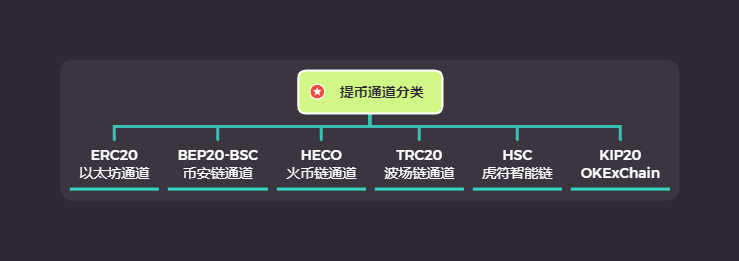 提币通道分类
ERC20
以太坊通道
BEP20-BSC
币安链通道
HECO
火币链通道
TRC20
波场链通道
HSC
虎符智能链
KIP20
OKExChain